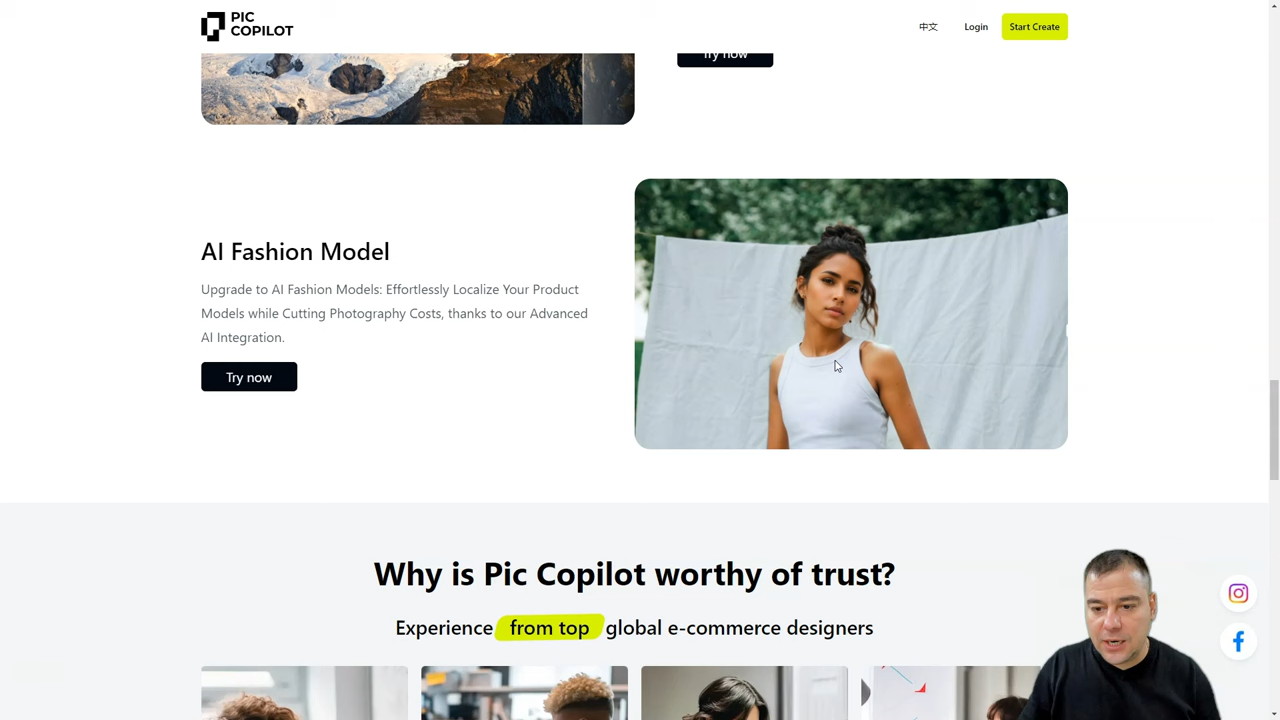 PIC
COPILOT
中文
Login
Start Create
Try now
AI Fashion Model
Upgrade to AI Fashion Models: Effortlessly Localize Your Product
Models while Cutting Photography Costs, thanks to our Advanced
AI Integration.
Try now
Why is Pic Copilot worthy of trust?
Experience from top global e-commerce designers